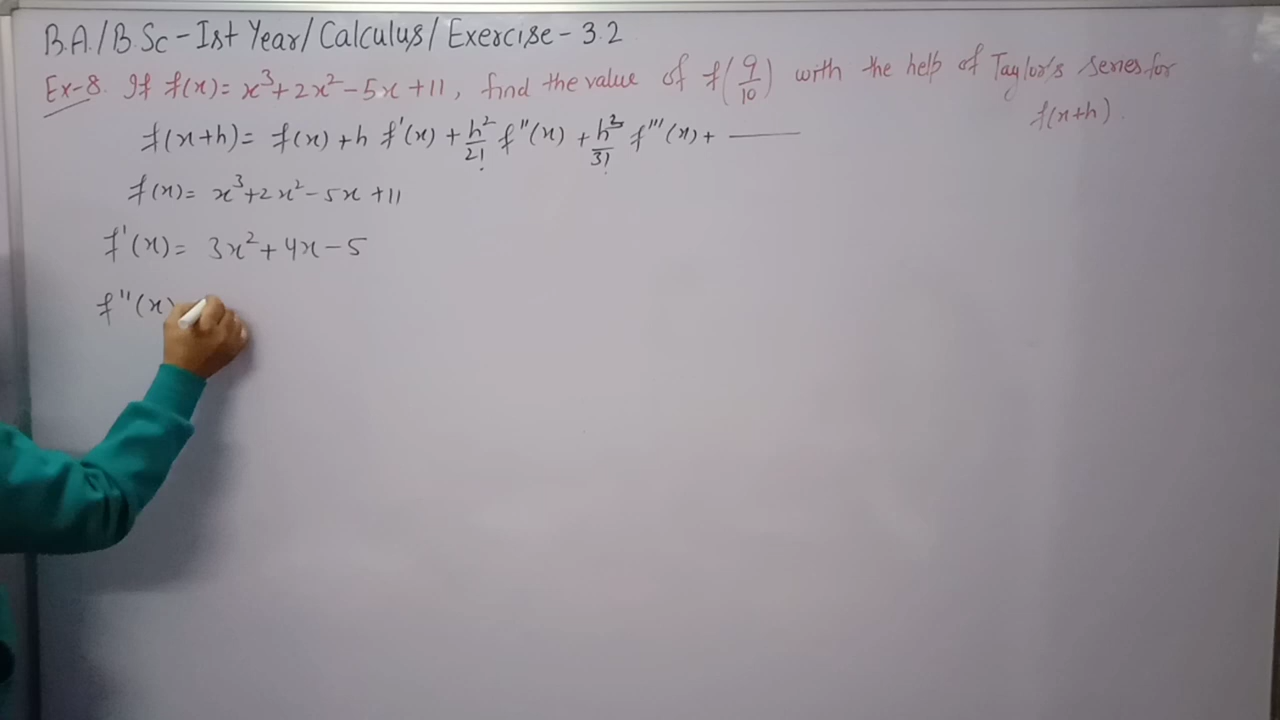 B.A./B.Sc-Ist Year/Calculus/Exercise-3.2
Ex-8. If f(x)= x³+2x²-5x+11, find the value of f(9/10) with the help of Taylor's series for f(x+h).
f(x+h)= f(x)+h f'(x)+h²/2! f''(x)+h³/3! f'''(x)+ ———
f(x)= x³+2x²-5x+11
f'(x)= 3x²+4x-5
f''(x)